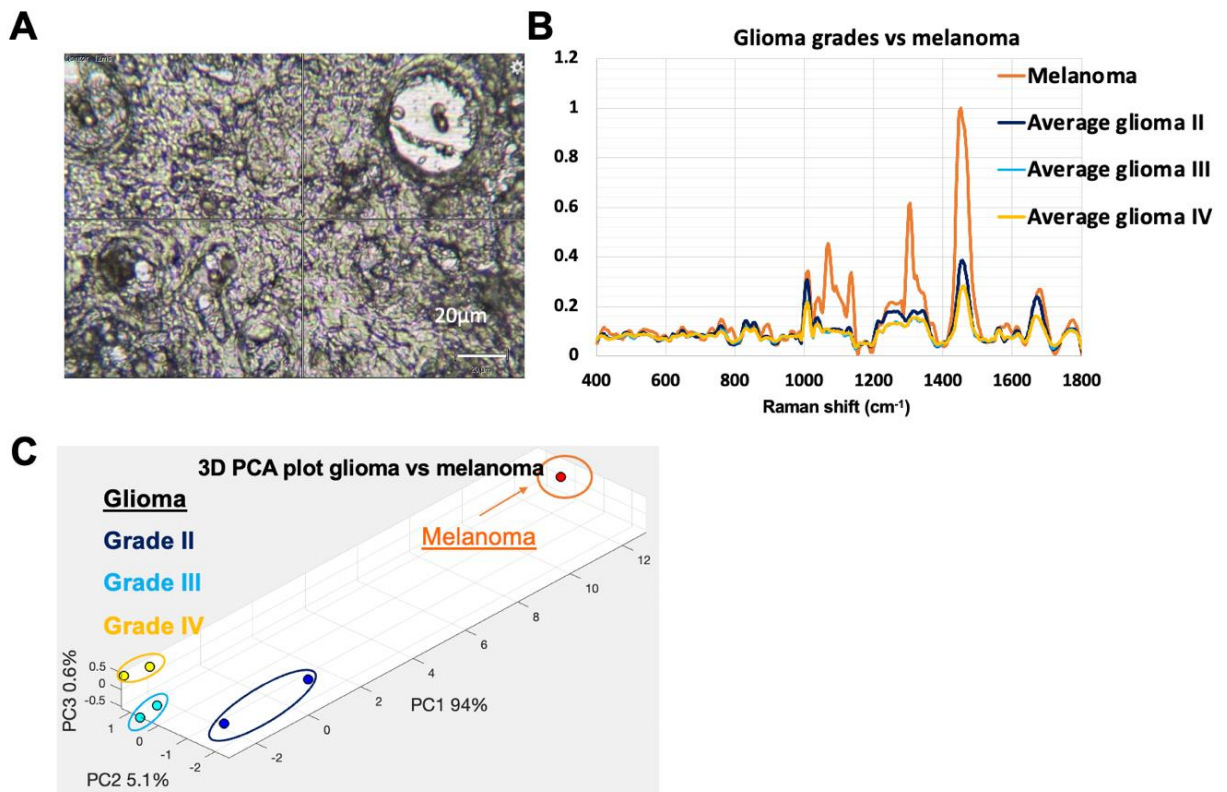 A
20µm
B
Glioma grades vs melanoma
1.2
1
0.8
0.6
0.4
0.2
0
400 600 800 1000 1200 1400 1600 1800
Raman shift (cm-1)
Melanoma
Average glioma II
Average glioma III
Average glioma IV
C
3D PCA plot glioma vs melanoma
Glioma
Grade II
Grade III
Grade IV
Melanoma
PC3 0.6%
0.5
0
-0.5
PC2 5.1%
1
0
-1
-2
PC1 94%
-2
0
2
4
6
8
10
12